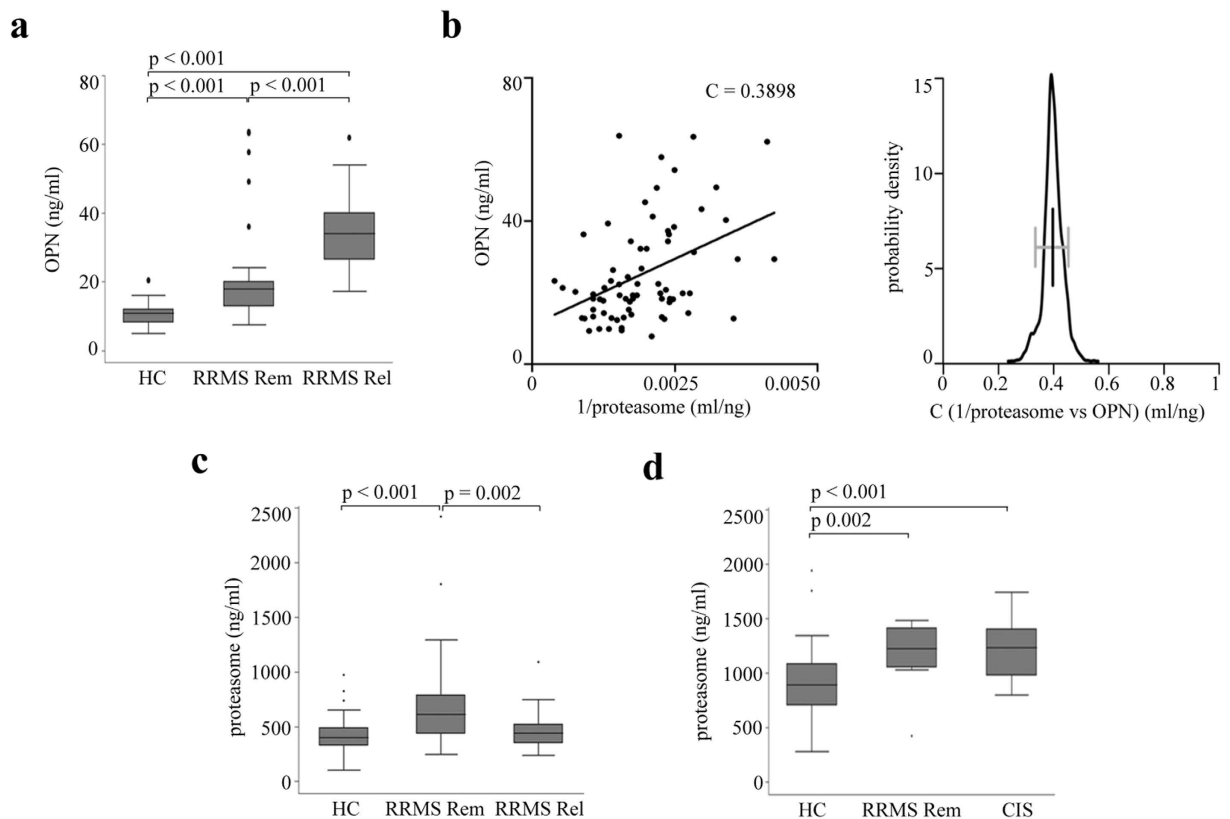 a
p < 0.001
p < 0.001 p < 0.001
80
60
40
20
0
OPN (ng/ml)
HC RRMS Rem RRMS Rel
b
C = 0.3898
80
40
0
OPN (ng/ml)
0 0.0025 0.0050
1/proteasome (ml/ng)
15
10
5
0
probability density
0 0.2 0.4 0.6 0.8 1
C (1/proteasome vs OPN) (ml/ng)
c
p < 0.001 p = 0.002
2500
2000
1500
1000
500
0
proteasome (ng/ml)
HC RRMS Rem RRMS Rel
d
p < 0.001
p 0.002
2500
2000
1500
1000
500
0
proteasome (ng/ml)
HC RRMS Rem CIS